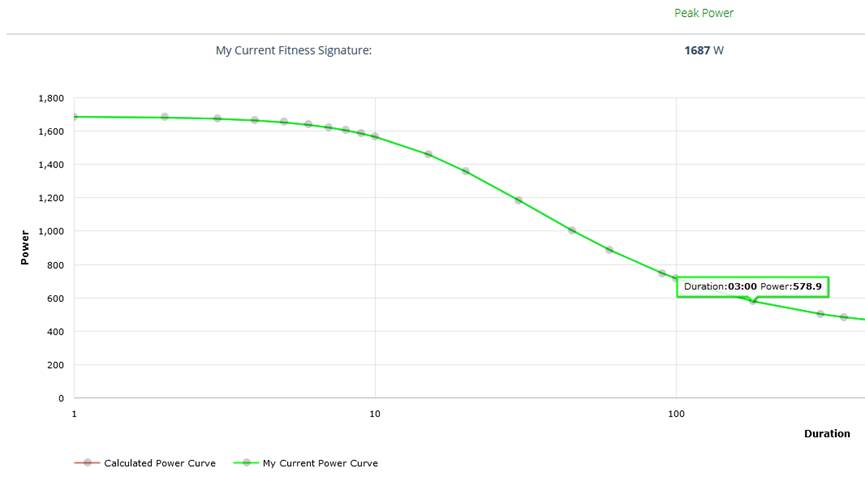 Peak Power
My Current Fitness Signature: 1687 W
1,800
1,600
1,400
1,200
1,000
800
600
400
200
0
Power
Duration:03:00 Power:578.9
1 10 100
Duration
Calculated Power Curve My Current Power Curve